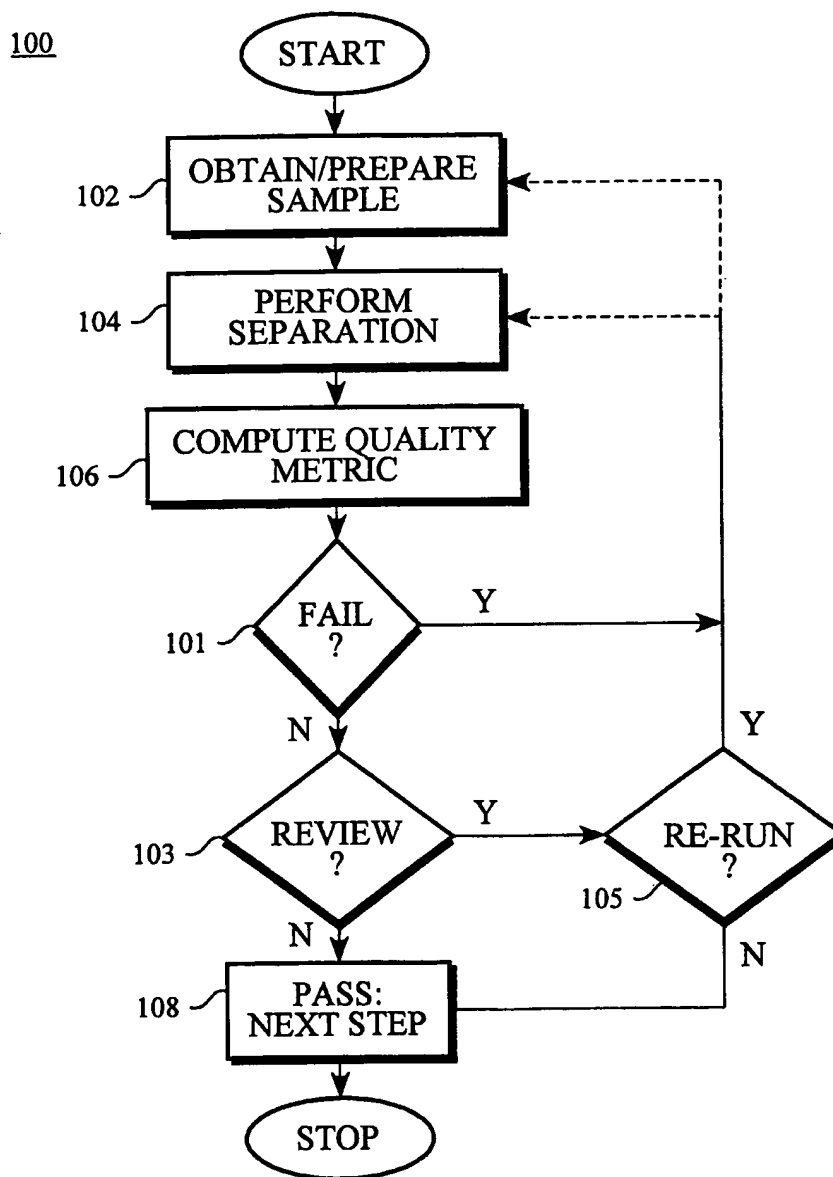 100
START
102
OBTAIN/PREPARE
SAMPLE
104
PERFORM
SEPARATION
106
COMPUTE QUALITY
METRIC
101
FAIL
?
Y
N
Y
103
REVIEW
?
Y
RE-RUN
?
105
N
N
108
PASS:
NEXT STEP
STOP